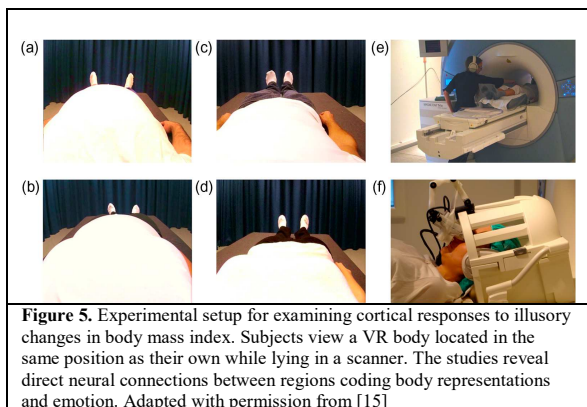 (a)
(c)
(e)
(b)
(d)
(f)
Figure 5. Experimental setup for examining cortical responses to illusory
changes in body mass index. Subjects view a VR body located in the
same position as their own while lying in a scanner. The studies reveal
direct neural connections between regions coding body representations
and emotion. Adapted with permission from [15]